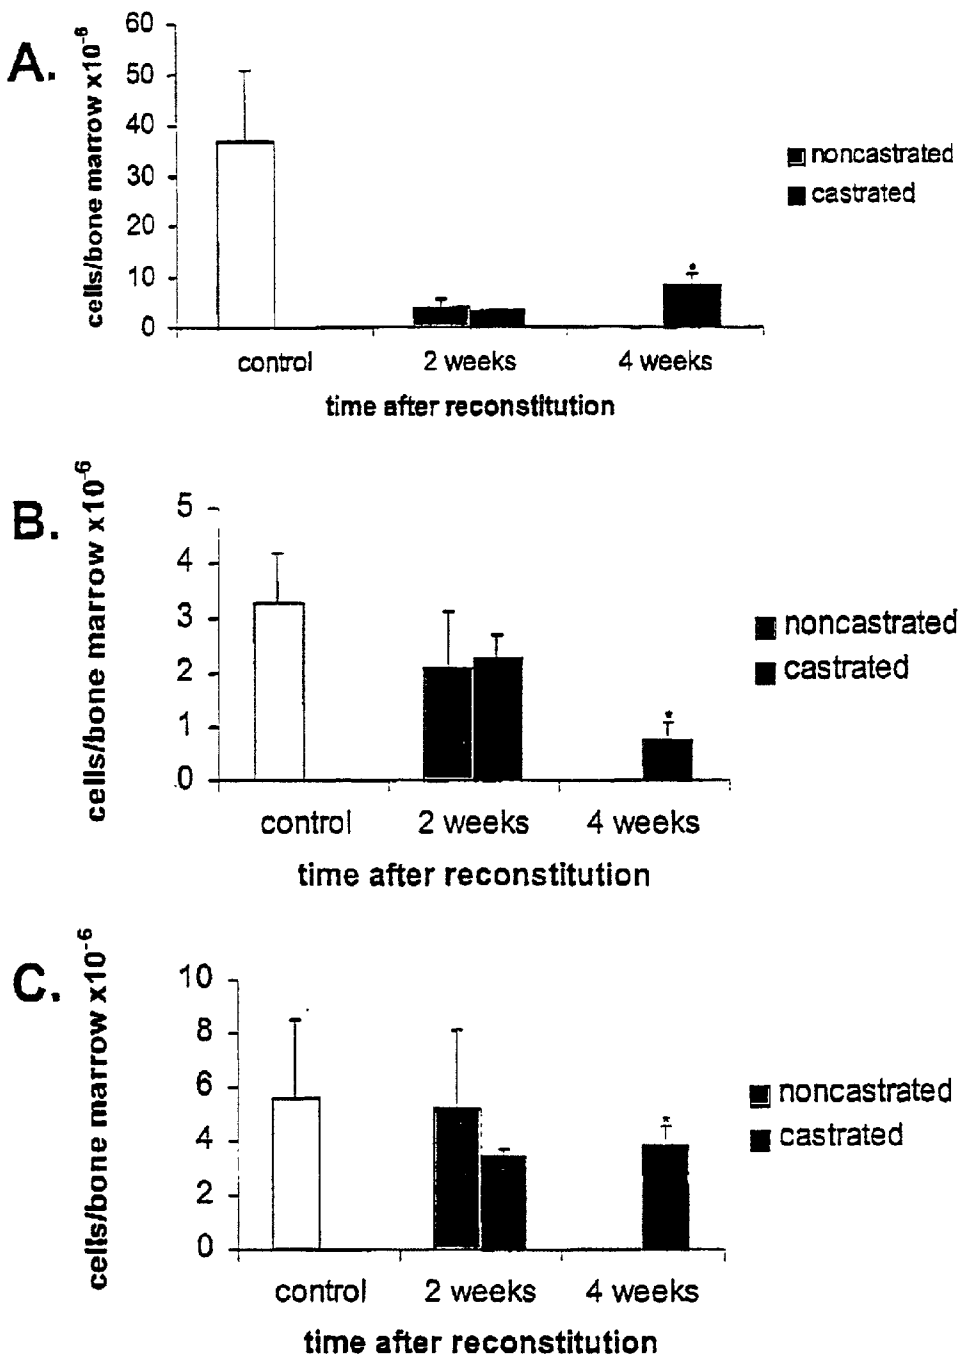 A.
cells/bone marrow x10-6
60
50
40
30
20
10
0
control
2 weeks
4 weeks
*
time after reconstitution
noncastrated
castrated
B.
cells/bone marrow x10-6
5
4
3
2
1
0
control
2 weeks
4 weeks
*
time after reconstitution
noncastrated
castrated
C.
cells/bone marrow x10-6
10
8
6
4
2
0
control
2 weeks
4 weeks
*
time after reconstitution
noncastrated
castrated